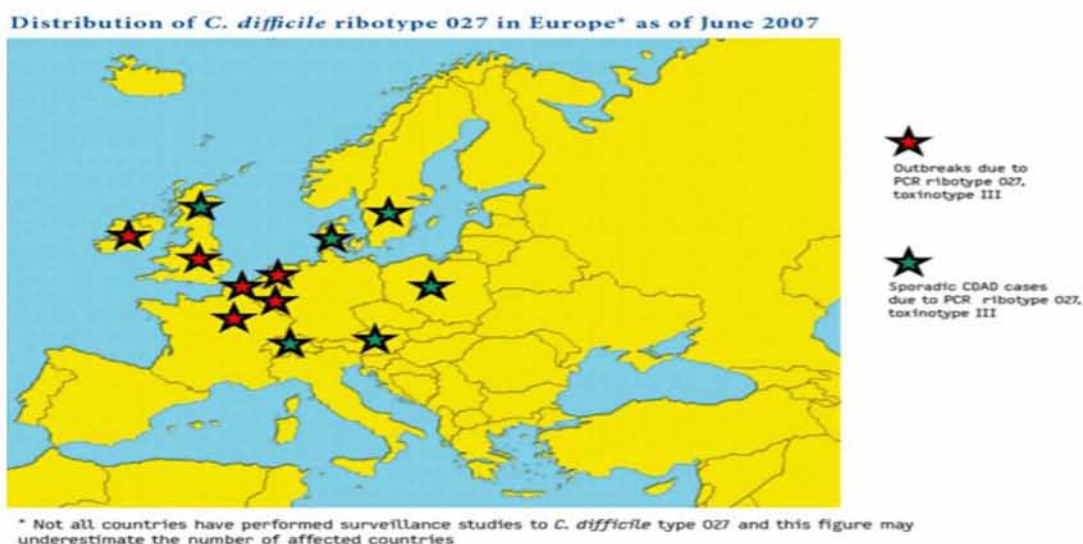 Distribution of C. difficile ribotype 027 in Europe* as of June 2007
Outbreaks due to
PCR ribotype 027,
toxinotype III
Sporadic CDAD cases
due to PCR ribotype 027,
toxinotype III
* Not all countries have performed surveillance studies to C. difficile type 027 and this figure may
underestimate the number of affected countries